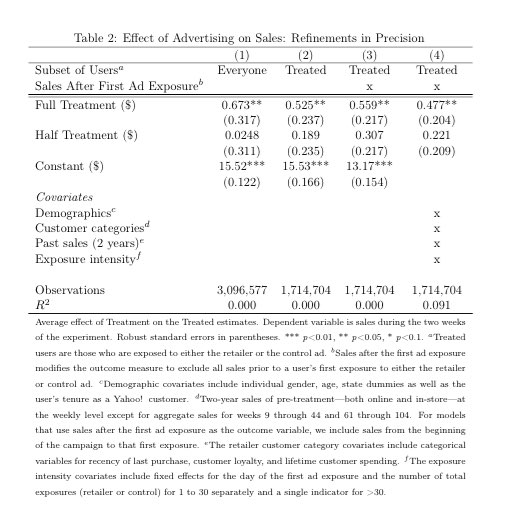 Table 2: Effect of Advertising on Sales: Refinements in Precision
(1) (2) (3) (4)
Subset of Users^a Everyone Treated Treated Treated
Sales After First Ad Exposure^b x x
Full Treatment ($) 0.673** 0.525** 0.559** 0.477**
(0.317) (0.237) (0.217) (0.204)
Half Treatment ($) 0.0248 0.189 0.307 0.221
(0.311) (0.235) (0.217) (0.209)
Constant ($) 15.52*** 15.53*** 13.17***
(0.122) (0.166) (0.154)
Covariates
Demographics^c x
Customer categories^d x
Past sales (2 years)^e x
Exposure intensity^f x
Observations 3,096,577 1,714,704 1,714,704 1,714,704
R^2 0.000 0.000 0.000 0.091
Average effect of Treatment on the Treated estimates. Dependent variable is sales during the two weeks
of the experiment. Robust standard errors in parentheses. *** p<0.01, ** p<0.05, * p<0.1. ^aTreated
users are those who are exposed to either the retailer or the control ad. ^bSales after the first ad exposure
modifies the outcome measure to exclude all sales prior to a user's first exposure to either the retailer
or control ad. ^cDemographic covariates include individual gender, age, state dummies as well as the
user's tenure as a Yahoo! customer. ^dTwo-year sales of pre-treatment—both online and in-store—at
the weekly level except for aggregate sales for weeks 9 through 44 and 61 through 104. For models
that use sales after the first ad exposure as the outcome variable, we include sales from the beginning
of the campaign to that first exposure. ^eThe retailer customer category covariates include categorical
variables for recency of last purchase, customer loyalty, and lifetime customer spending. ^fThe exposure
intensity covariates include fixed effects for the day of the first ad exposure and the number of total
exposures (retailer or control) for 1 to 30 separately and a single indicator for >30.